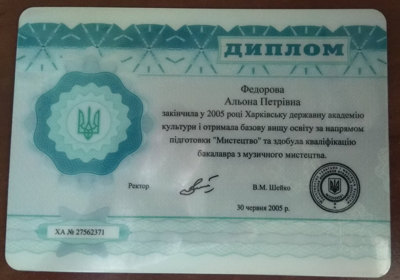 ДИПЛОМ
Федорова
Альона Петрівна
закінчила у 2005 році Харківську державну академію
культури і отримала базову вищу освіту за напрямом
підготовки "Мистецтво" та здобула кваліфікацію
бакалавра з музичного мистецтва.
Ректор
В.М. Шейко
30 червня 2005 р.
ХА № 27562371